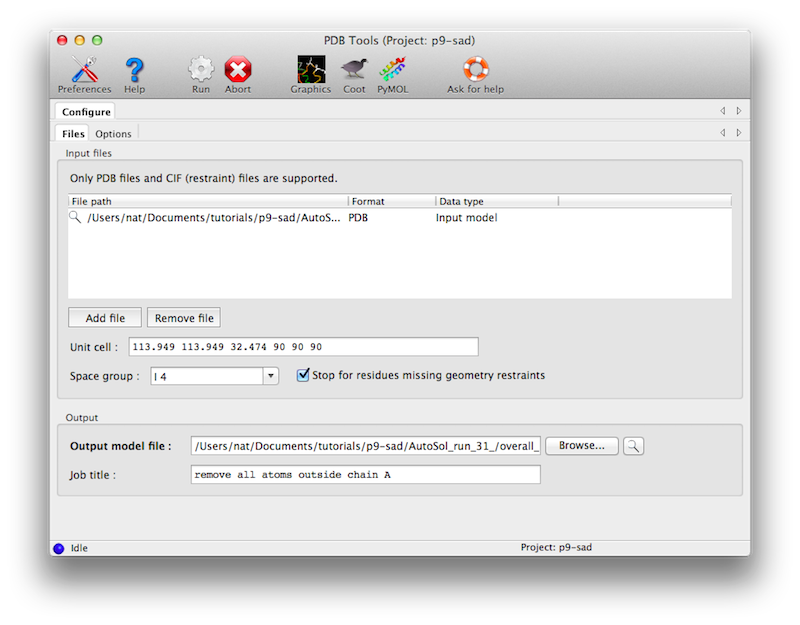 PDB Tools (Project: p9-sad)
Preferences Help Run Abort Graphics Coot PyMOL Ask for help
Configure
Files Options
Input files
Only PDB files and CIF (restraint) files are supported.
File path Format Data type
/Users/nat/Documents/tutorials/p9-sad/AutoS... PDB Input model
Add file Remove file
Unit cell : 113.949 113.949 32.474 90 90 90
Space group : I 4 Stop for residues missing geometry restraints
Output
Output model file : /Users/nat/Documents/tutorials/p9-sad/AutoSol_run_31_/overall_ Browse...
Job title : remove all atoms outside chain A
Idle Project: p9-sad